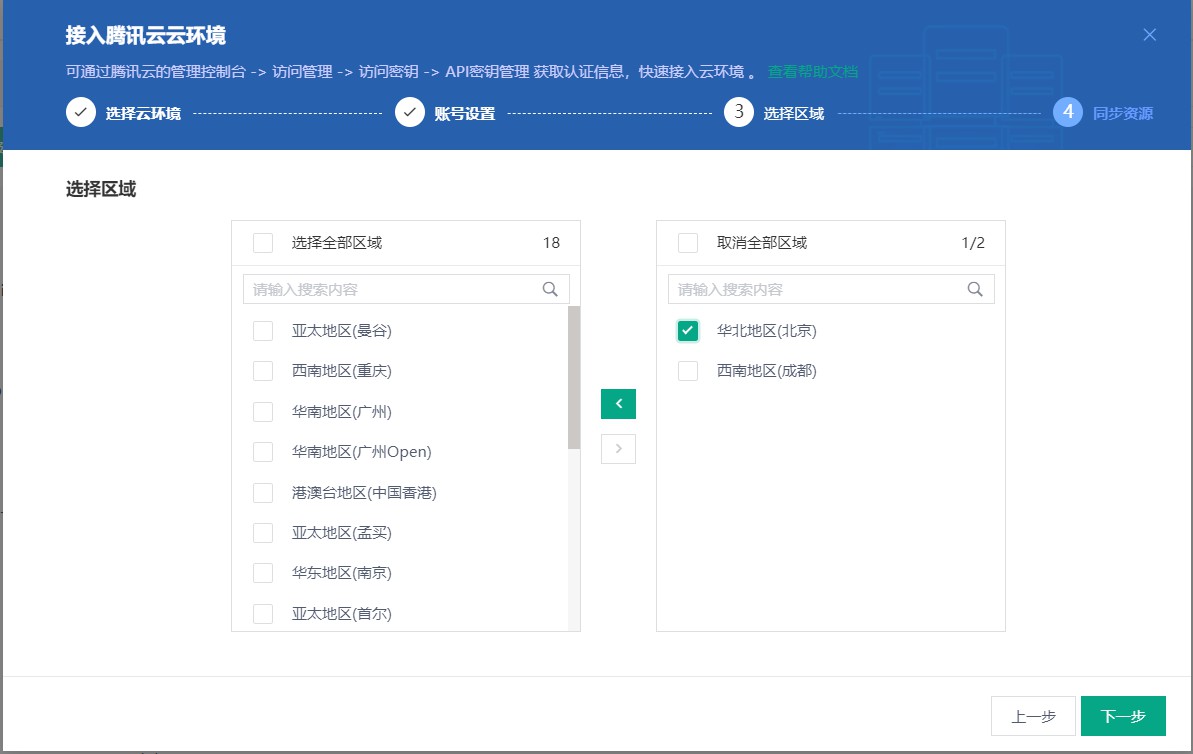 接入腾讯云云环境
可通过腾讯云的管理控制台 -> 访问管理 -> 访问密钥 -> API密钥管理 获取认证信息，快速接入云环境 。 查看帮助文档
选择云环境 账号设置 3 选择区域 4 同步资源
选择区域
选择全部区域 18
请输入搜索内容
亚太地区(曼谷)
西南地区(重庆)
华南地区(广州)
华南地区(广州Open)
港澳台地区(中国香港)
亚太地区(孟买)
华东地区(南京)
亚太地区(首尔)
取消全部区域 1/2
请输入搜索内容
华北地区(北京)
西南地区(成都)
上一步 下一步